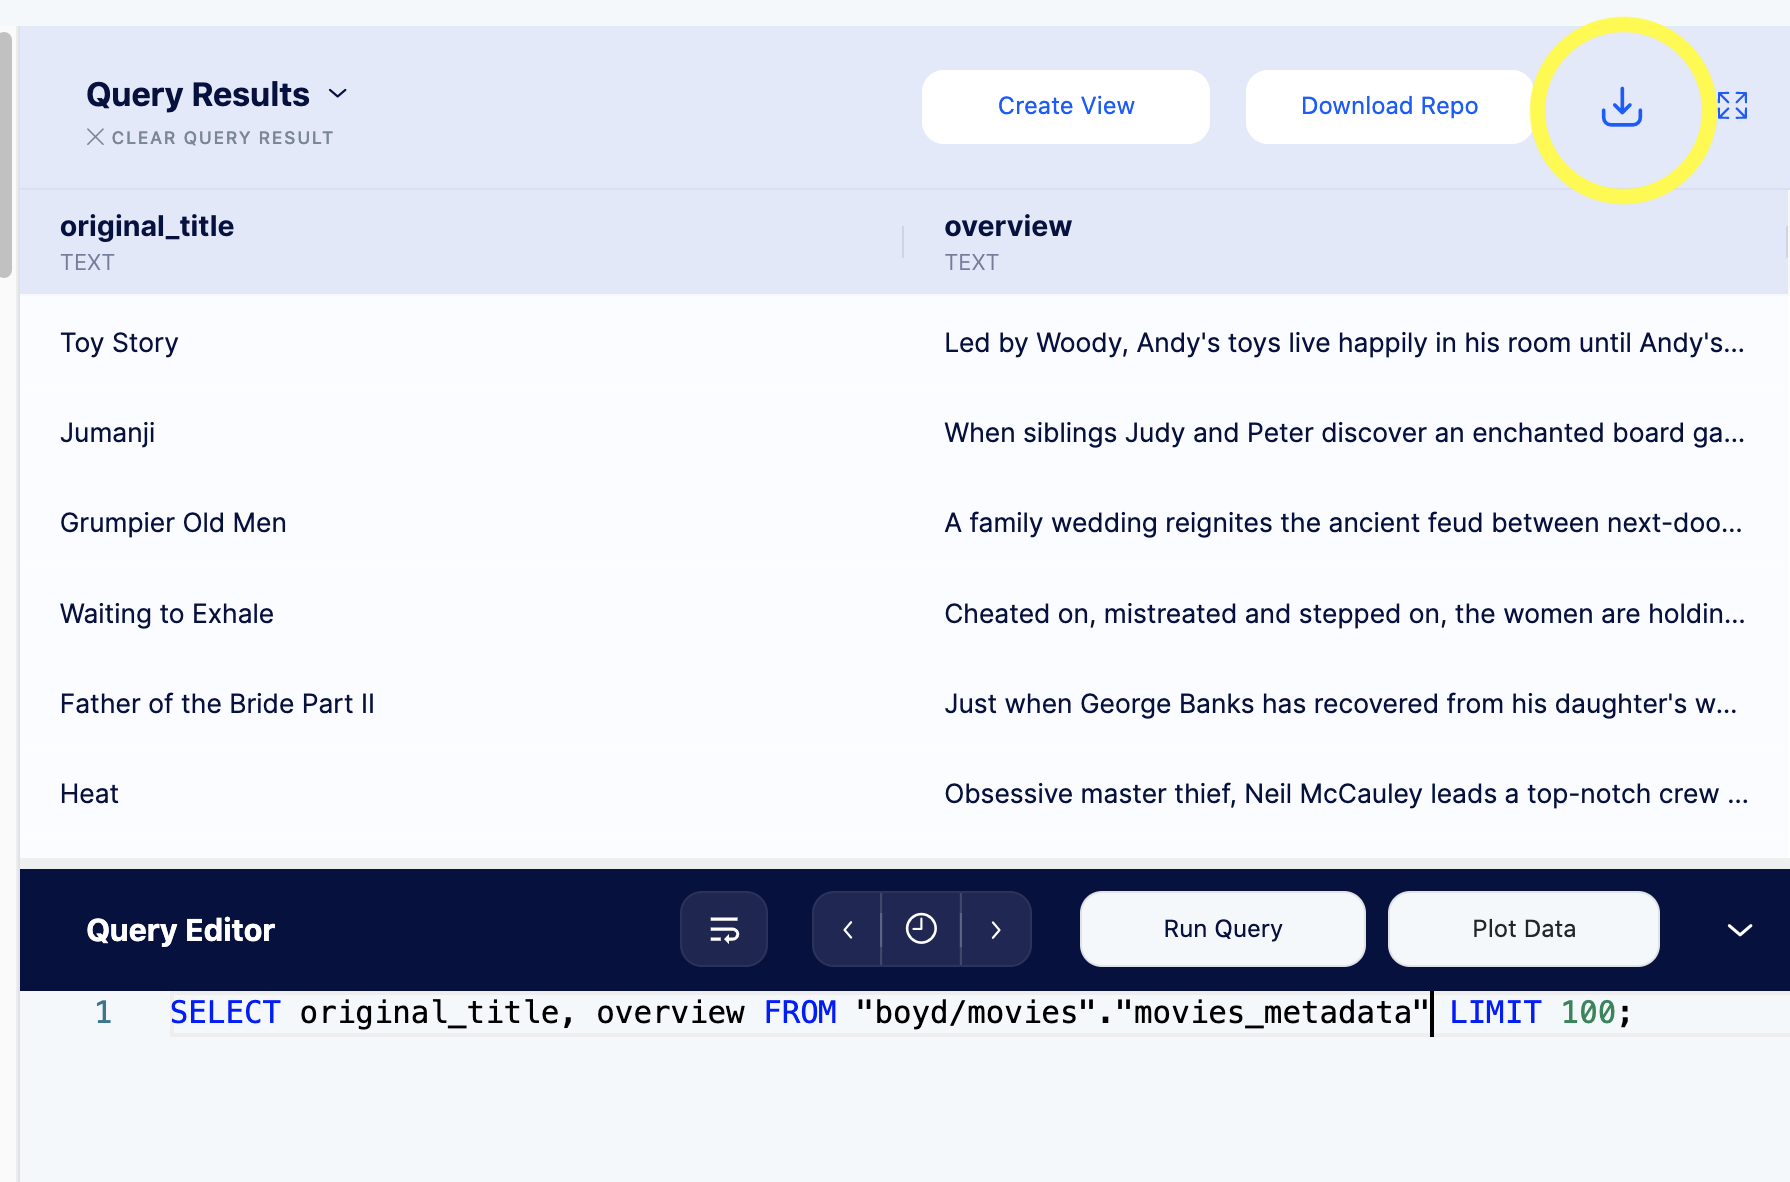 Query Results
CLEAR QUERY RESULT
Create View
Download Repo
original_title
TEXT
overview
TEXT
Toy Story
Led by Woody, Andy's toys live happily in his room until Andy's...
Jumanji
When siblings Judy and Peter discover an enchanted board ga...
Grumpier Old Men
A family wedding reignites the ancient feud between next-doo...
Waiting to Exhale
Cheated on, mistreated and stepped on, the women are holdin...
Father of the Bride Part II
Just when George Banks has recovered from his daughter's w...
Heat
Obsessive master thief, Neil McCauley leads a top-notch crew ...
Query Editor
Run Query
Plot Data
1 SELECT original_title, overview FROM "boyd/movies"."movies_metadata" LIMIT 100;